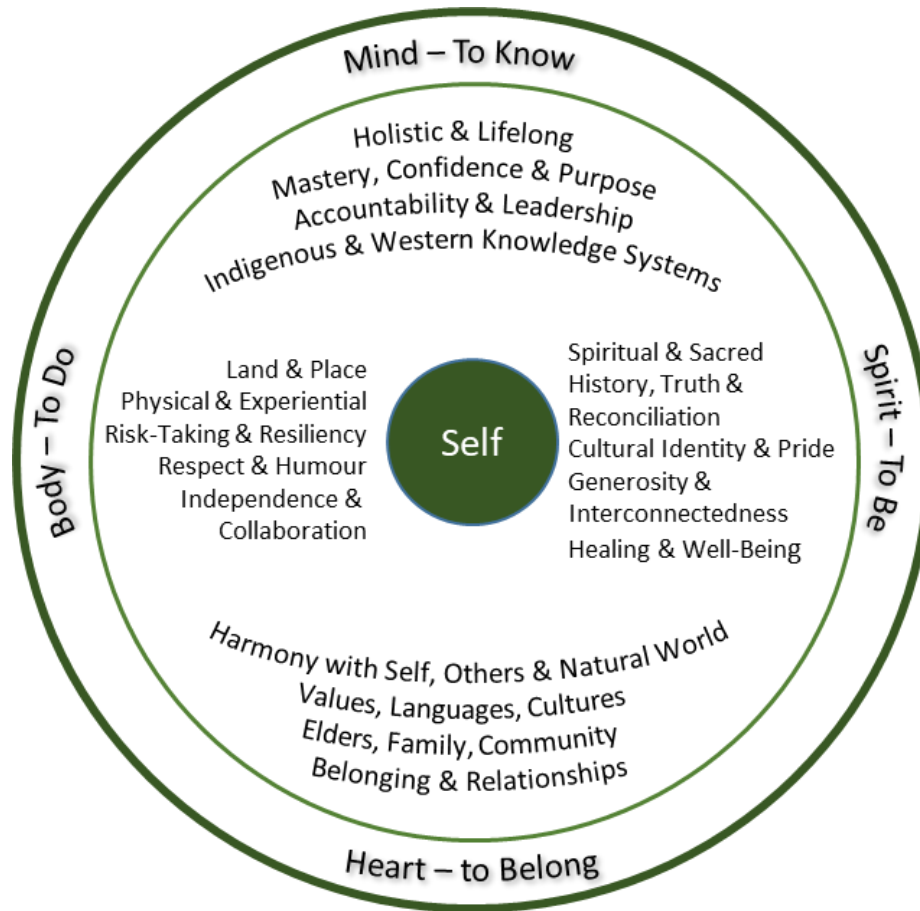 Mind – To Know
Holistic & Lifelong
Mastery, Confidence & Purpose
Accountability & Leadership
Indigenous & Western Knowledge Systems
Body – To Do
Land & Place
Physical & Experiential
Risk-Taking & Resiliency
Respect & Humour
Independence &
Collaboration
Self
Spiritual & Sacred
History, Truth &
Reconciliation
Cultural Identity & Pride
Generosity &
Interconnectedness
Healing & Well-Being
Spirit – To Be
Harmony with Self, Others & Natural World
Values, Languages, Cultures
Elders, Family, Community
Belonging & Relationships
Heart – to Belong